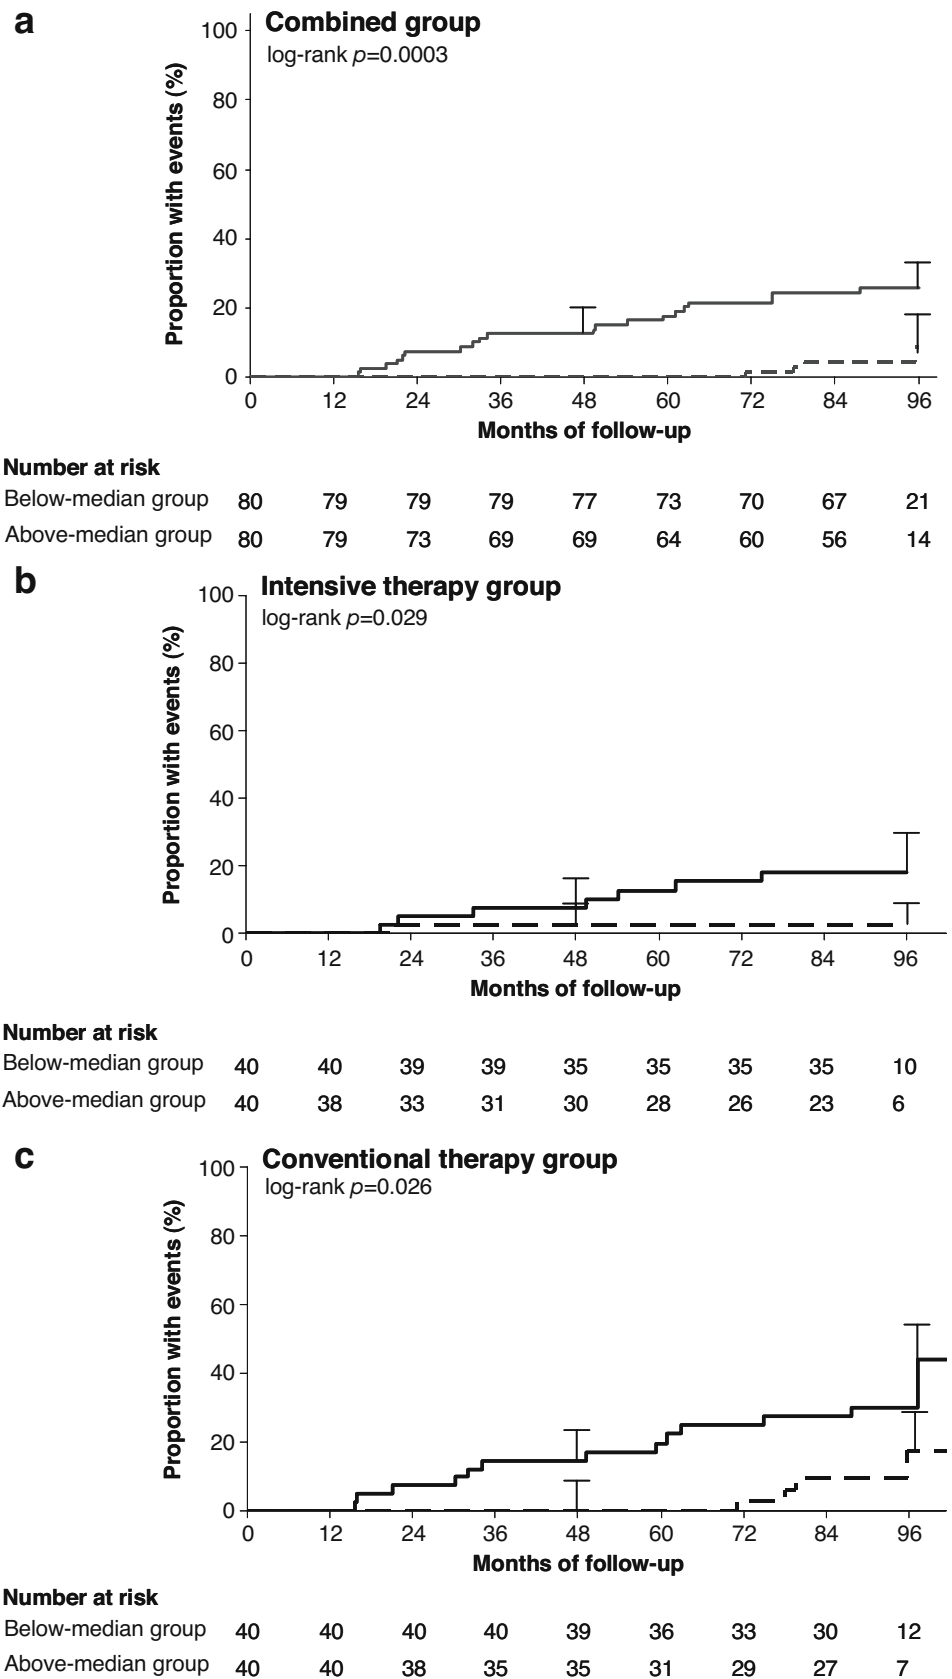 a
Combined group
log-rank p=0.0003
Proportion with events (%)
100
80
60
40
20
0
0 12 24 36 48 60 72 84 96
Months of follow-up
Number at risk
Below-median group 80 79 79 79 77 73 70 67 21
Above-median group 80 79 73 69 69 64 60 56 14
b
Intensive therapy group
log-rank p=0.029
Proportion with events (%)
100
80
60
40
20
0
0 12 24 36 48 60 72 84 96
Months of follow-up
Number at risk
Below-median group 40 40 39 39 35 35 35 35 10
Above-median group 40 38 33 31 30 28 26 23 6
c
Conventional therapy group
log-rank p=0.026
Proportion with events (%)
100
80
60
40
20
0
0 12 24 36 48 60 72 84 96
Months of follow-up
Number at risk
Below-median group 40 40 40 40 39 36 33 30 12
Above-median group 40 40 38 35 35 31 29 27 7